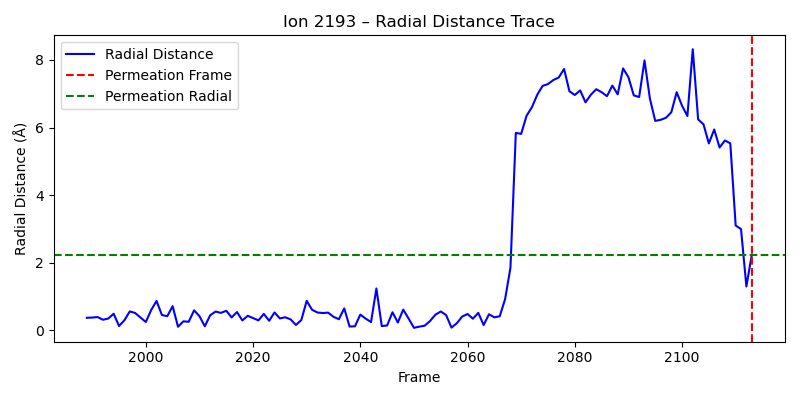 Ion 2193 – Radial Distance Trace
Radial Distance
Permeation Frame
Permeation Radial
Radial Distance (Å)
8
6
4
2
0
2000 2020 2040 2060 2080 2100
Frame